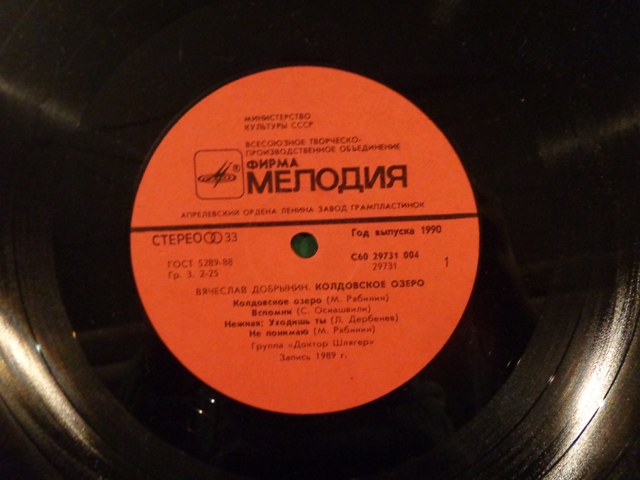 МИНИСТЕРСТВО
КУЛЬТУРЫ СССР
ВСЕСОЮЗНОЕ ТВОРЧЕСКО-
ПРОИЗВОДСТВЕННОЕ ОБЪЕДИНЕНИЕ
ФИРМА
МЕЛОДИЯ
АПРЕЛЕВСКИЙ ОРДЕНА ЛЕНИНА ЗАВОД ГРАМПЛАСТИНОК
СТЕРЕО 33
Год выпуска 1990
ГОСТ 5289-88
Гр. 3. 2-25
С60 29731 004
29731
1
ВЯЧЕСЛАВ ДОБРЫНИН. КОЛДОВСКОЕ ОЗЕРО
Колдовское озеро (М. Рябинин)
Вспомни (С. Осиашвили)
Нежная; Уходишь ты (Л. Дербенев)
Не понимаю (М. Рябинин)
Группа «Доктор Шлягер»
Запись 1989 г.